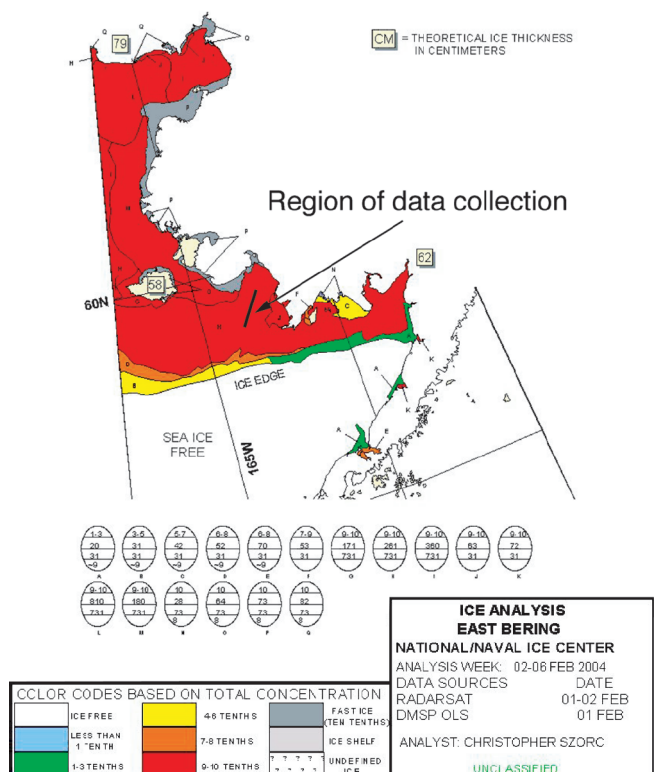 Q
Q
79
CM = THEORETICAL ICE THICKNESS
IN CENTIMETERS
H
Q
I
P
Region of data collection
M
P
P
62
N
58
60N
C
H
D
B
ICE EDGE
A
K
A
K
SEA ICE
FREE
165W
A
E
1-3 3-5 5-7 6-8 6-8 7-9 9-10 9-10 9-10 9-10 9-10
20 31 42 52 70 53 171 261 360 63 72
31 31 31 31 31 31 731 731 731 31 31
~9 ~9 ~9 ~9 ~9
A B C D E F G H I J K
9-10 9-10 10 10 10 10
810 180 28 64 73 82
731 731 73 73 73 73
8 8 8 8
L M N O P Q
ICE ANALYSIS
EAST BERING
NATIONAL/NAVAL ICE CENTER
ANALYSIS WEEK: 02-06 FEB 2004
DATA SOURCES DATE
RADARSAT 01-02 FEB
DMSP OLS 01 FEB
ANALYST: CHRISTOPHER SZORC
UNCLASSIFIED
COLOR CODES BASED ON TOTAL CONCENTRATION
ICE FREE
4-6 TENTHS
FAST ICE
(TEN TENTHS)
LESS THAN
1 TENTH
7-8 TENTHS
ICE SHELF
1-3 TENTHS
9-10 TENTHS
UNDEFINED
ICE